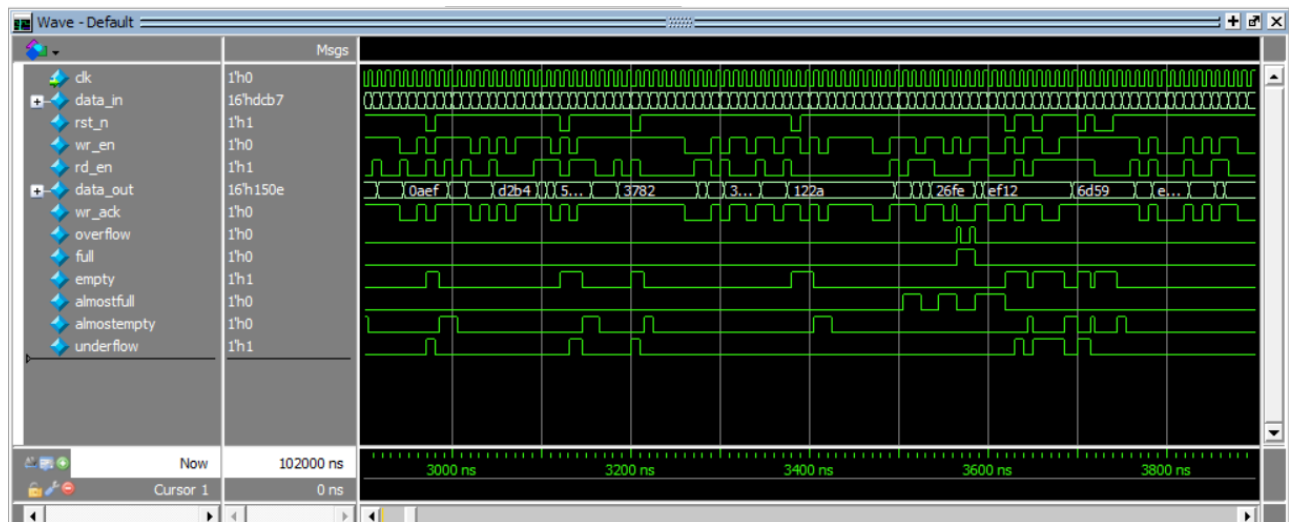 Wave - Default
Msgs
clk 1'h0
data_in 16'hdcb7
rst_n 1'h1
wr_en 1'h0
rd_en 1'h1
data_out 16'h150e 0aef d2b4 5... 3782 3... 122a 26fe ef12 6d59 e...
wr_ack 1'h0
overflow 1'h0
full 1'h0
empty 1'h1
almostfull 1'h0
almostempty 1'h0
underflow 1'h1
Now 102000 ns 3000 ns 3200 ns 3400 ns 3600 ns 3800 ns
Cursor 1 0 ns